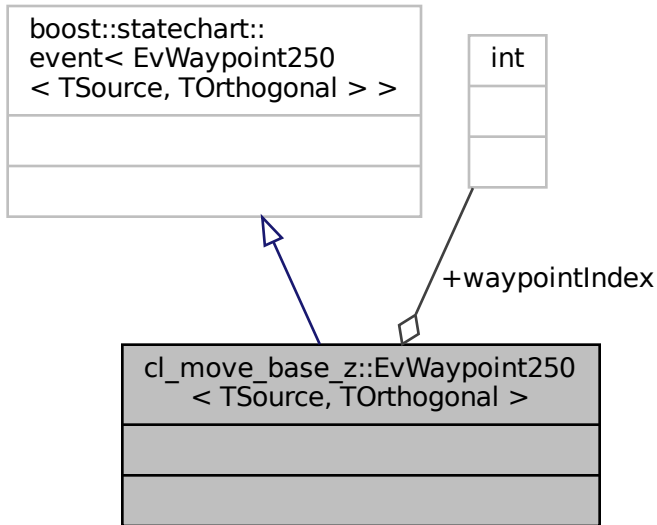 boost::statechart::
event< EvWaypoint250
< TSource, TOrthogonal > >
int
+waypointIndex
cl_move_base_z::EvWaypoint250
< TSource, TOrthogonal >